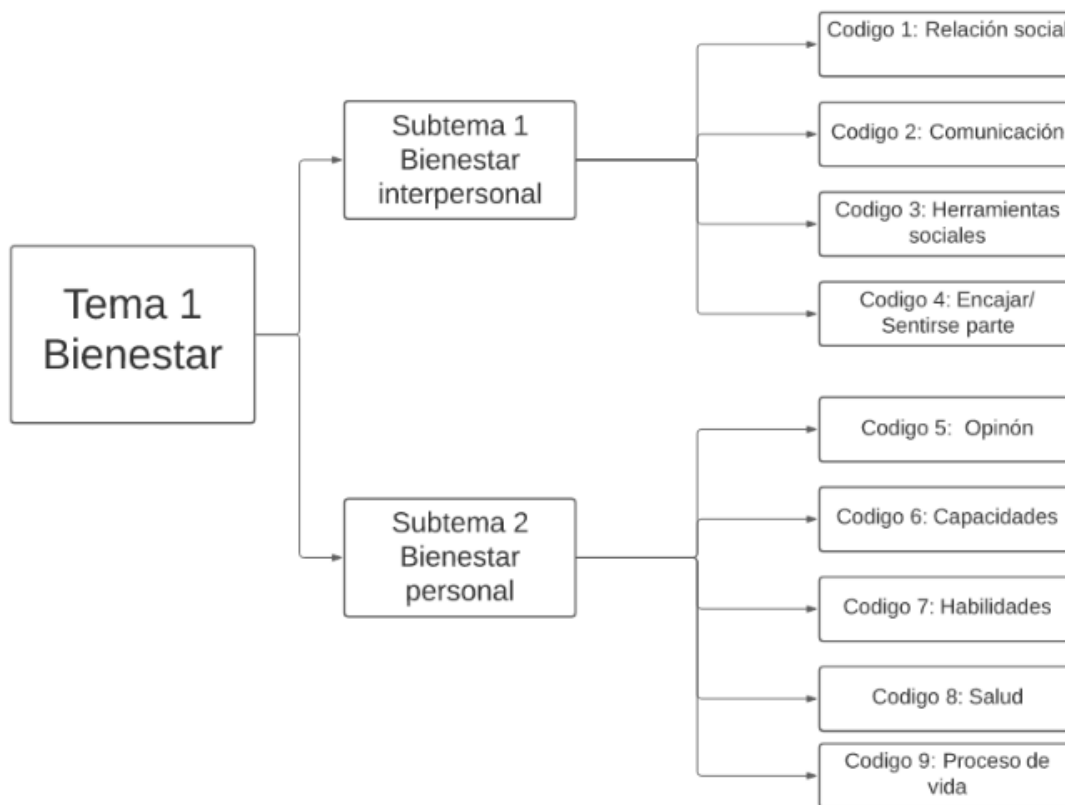 Tema 1
Bienestar
Subtema 1
Bienestar
interpersonal
Codigo 1: Relación social
Codigo 2: Comunicación
Codigo 3: Herramientas
sociales
Codigo 4: Encajar/
Sentirse parte
Subtema 2
Bienestar
personal
Codigo 5: Opinón
Codigo 6: Capacidades
Codigo 7: Habilidades
Codigo 8: Salud
Codigo 9: Proceso de
vida